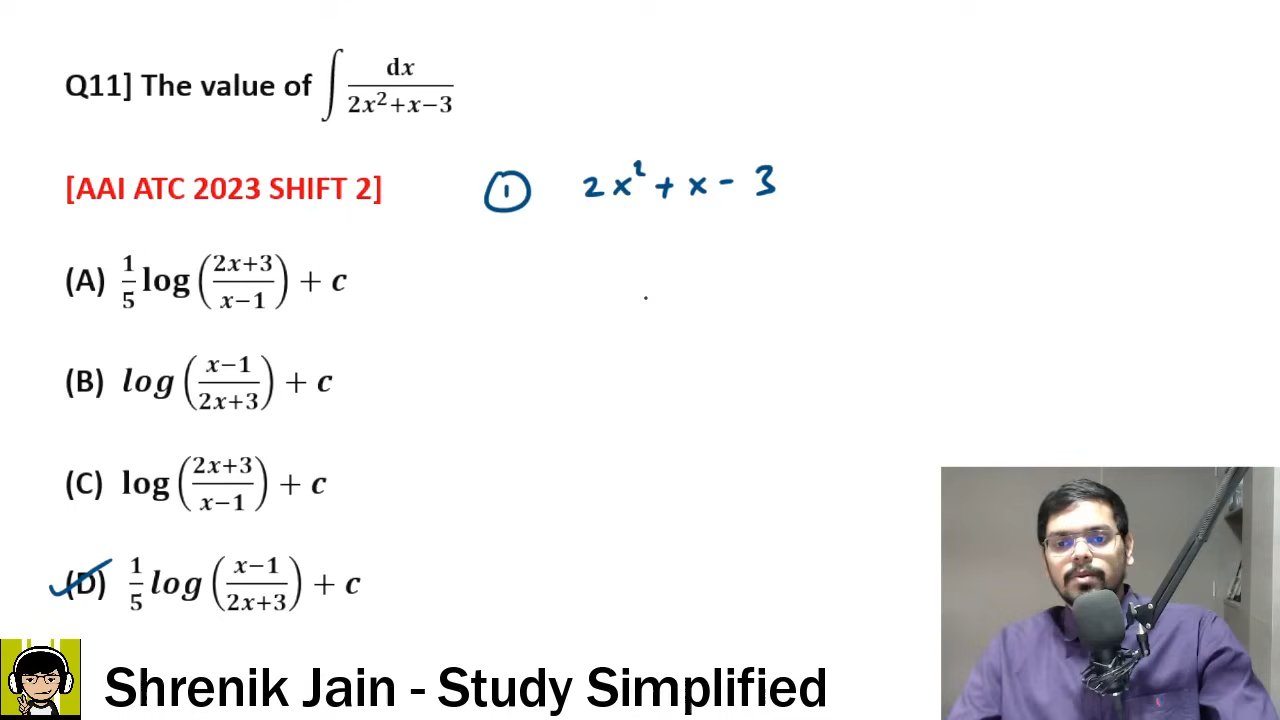 Q11] The value of ∫ dx / 2x²+x−3
[AAI ATC 2023 SHIFT 2]
① 2x² + x - 3
(A) 1/5 log (2x+3 / x−1) + c
(B) log (x−1 / 2x+3) + c
(C) log (2x+3 / x−1) + c
(D) 1/5 log (x−1 / 2x+3) + c
Shrenik Jain - Study Simplified